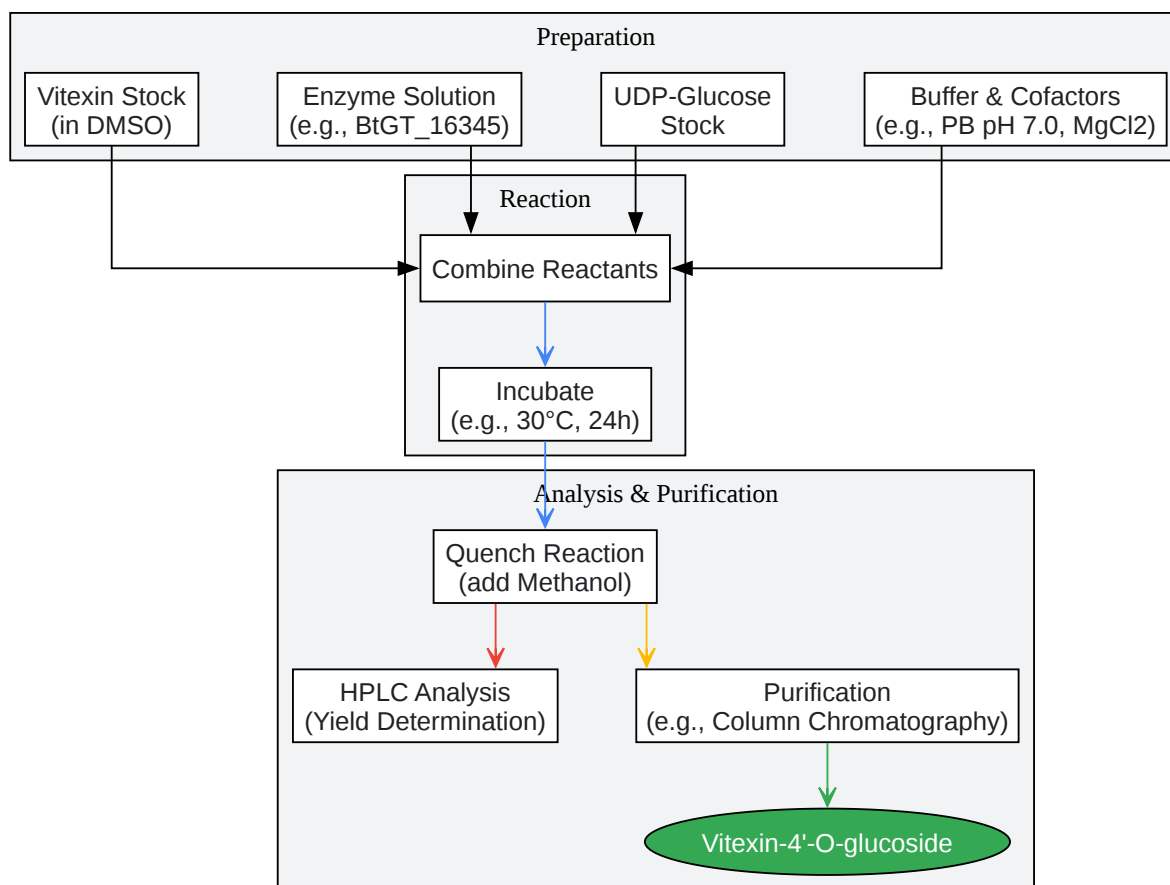 Preparation
Vitexin Stock
(in DMSO)
Enzyme Solution
(e.g., BtGT_16345)
UDP-Glucose
Stock
Buffer & Cofactors
(e.g., PB pH 7.0, MgCl2)
Reaction
Combine Reactants
Incubate
(e.g., 30°C, 24h)
Analysis & Purification
Quench Reaction
(add Methanol)
HPLC Analysis
(Yield Determination)
Purification
(e.g., Column Chromatography)
Vitexin-4'-O-glucoside